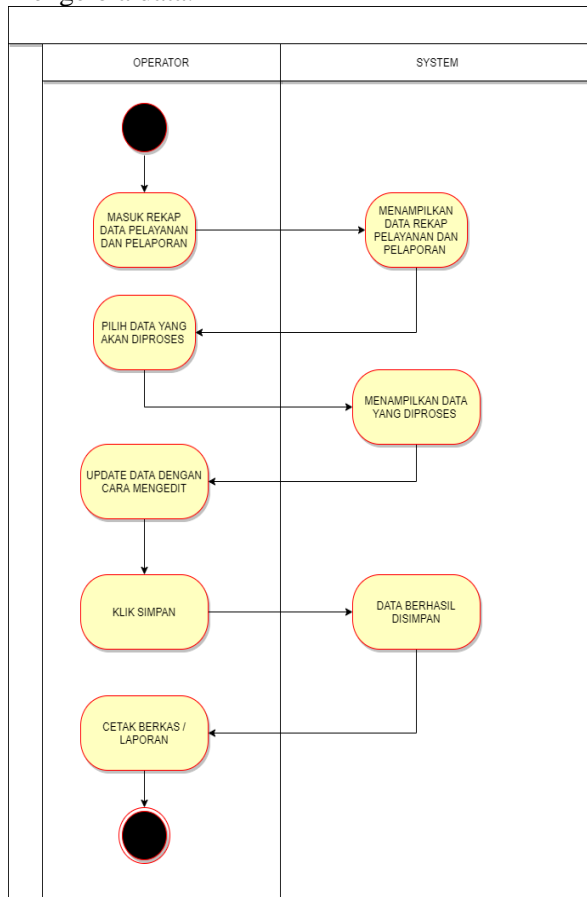 OPERATOR
SYSTEM
MASUK REKAP
DATA PELAYANAN
DAN PELAPORAN
MENAMPILKAN
DATA REKAP
PELAYANAN DAN
PELAPORAN
PILIH DATA YANG
AKAN DIPROSES
MENAMPILKAN DATA
YANG DIPROSES
UPDATE DATA DENGAN
CARA MENGEDIT
KLIK SIMPAN
DATA BERHASIL
DISIMPAN
CETAK BERKAS /
LAPORAN